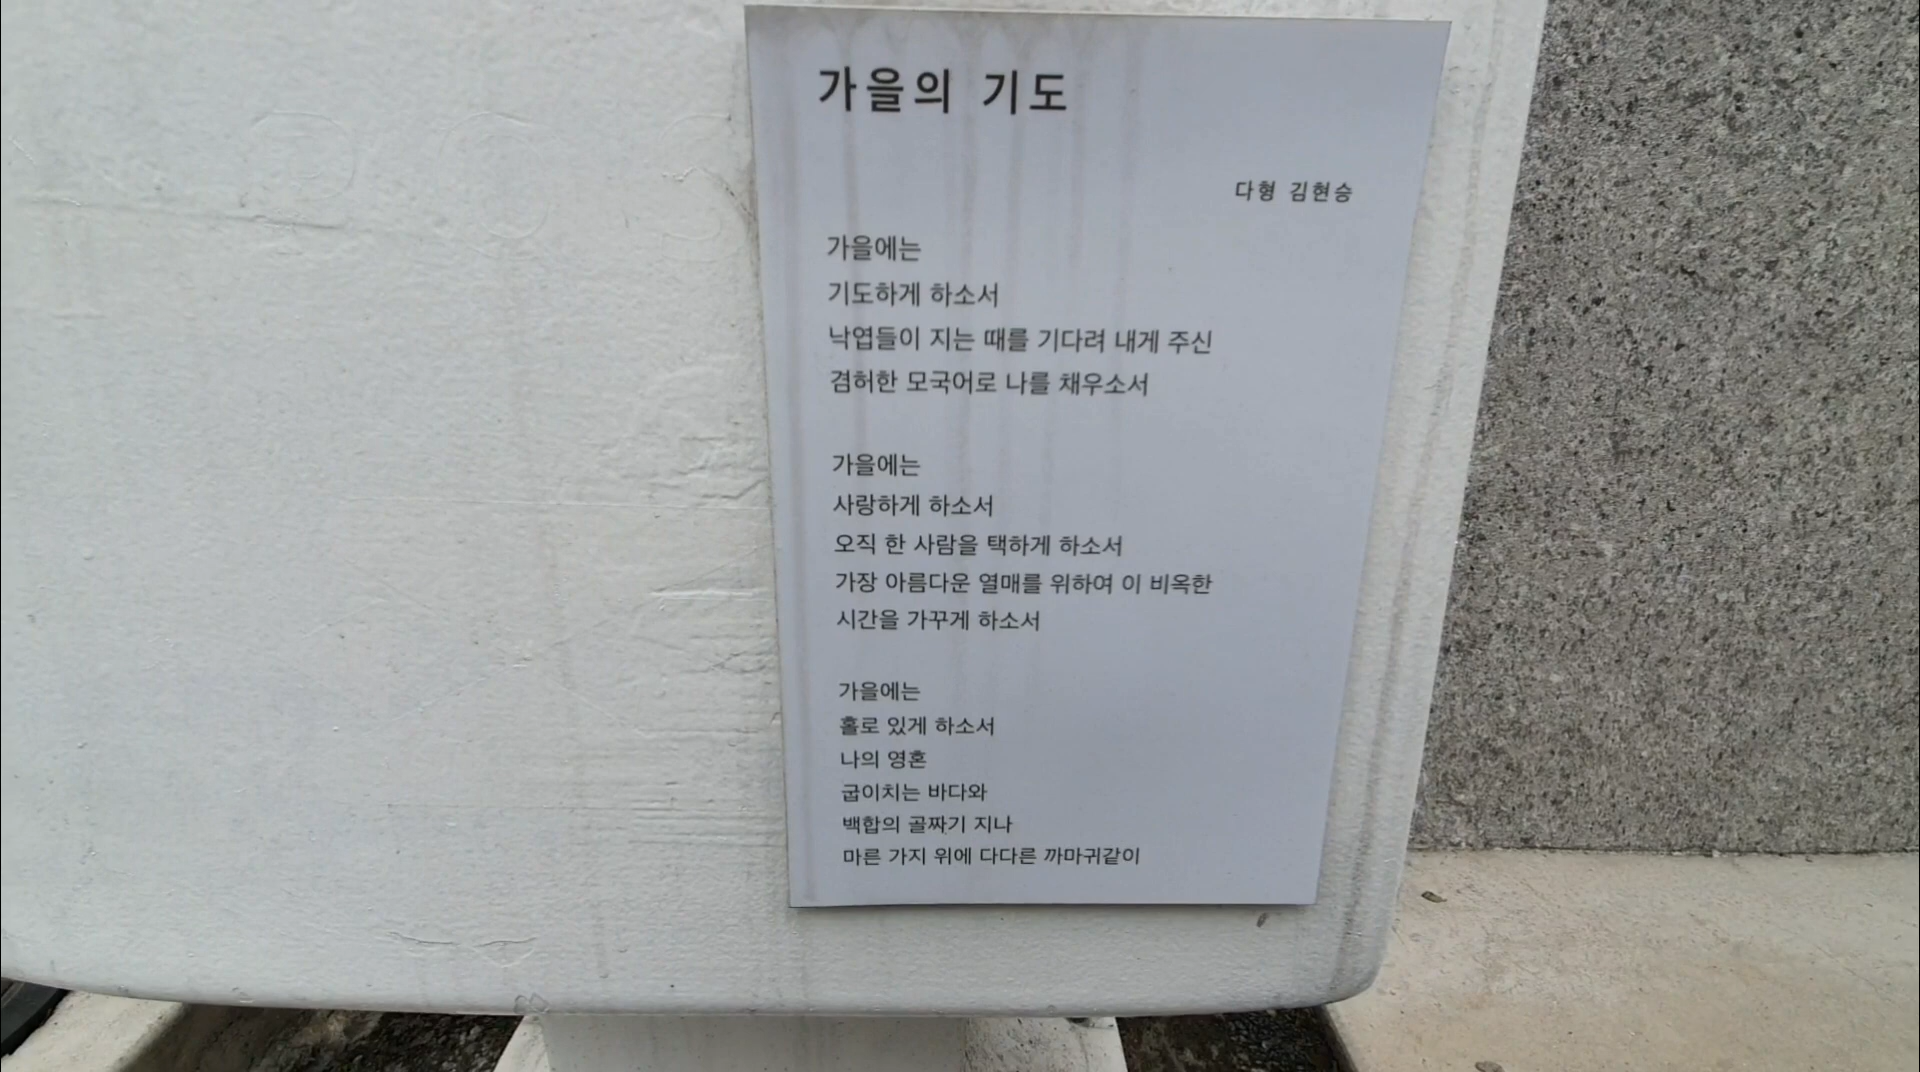 가을의 기도
다형 김현승
가을에는
기도하게 하소서
낙엽들이 지는 때를 기다려 내게 주신
겸허한 모국어로 나를 채우소서
가을에는
사랑하게 하소서
오직 한 사람을 택하게 하소서
가장 아름다운 열매를 위하여 이 비옥한
시간을 가꾸게 하소서
가을에는
홀로 있게 하소서
나의 영혼
굽이치는 바다와
백합의 골짜기 지나
마른 가지 위에 다다른 까마귀같이